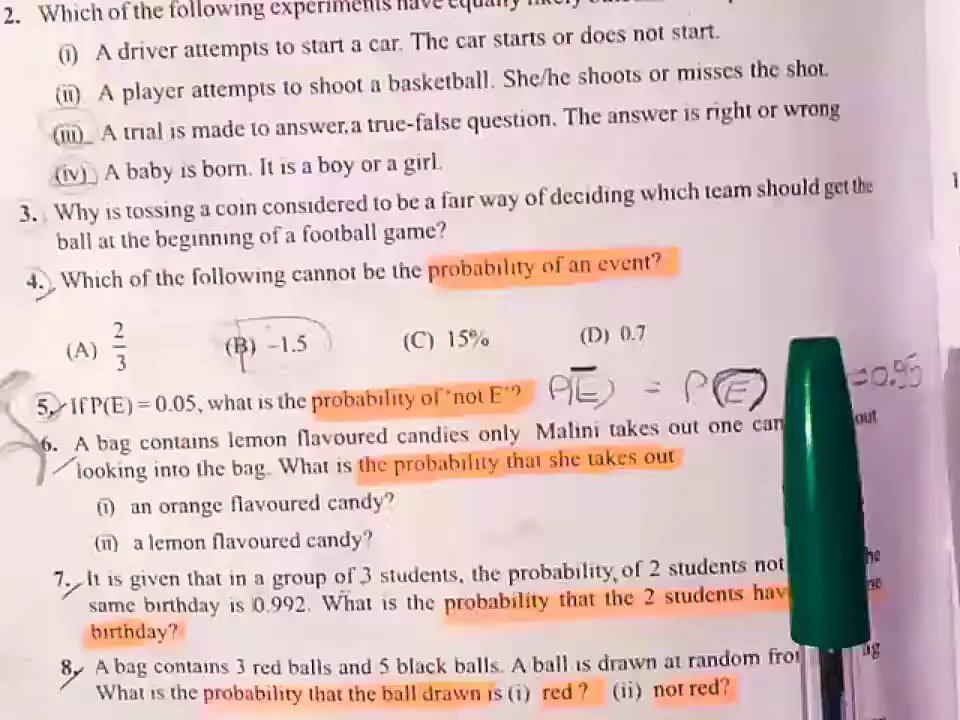 2. Which of the following experiments have equally
(i) A driver attempts to start a car. The car starts or does not start.
(ii) A player attempts to shoot a basketball. She/he shoots or misses the shot.
(iii) A trial is made to answer a true-false question. The answer is right or wrong
(iv) A baby is born. It is a boy or a girl.
3. Why is tossing a coin considered to be a fair way of deciding which team should get the
ball at the beginning of a football game?
4. Which of the following cannot be the probability of an event?
(A) 2/3 (B) -1.5 (C) 15% (D) 0.7
5. If P(E) = 0.05, what is the probability of 'not E'? P(E̅) = P(E̅) =0.95
6. A bag contains lemon flavoured candies only Malini takes out one can out
looking into the bag. What is the probability that she takes out
(i) an orange flavoured candy?
(ii) a lemon flavoured candy?
7. It is given that in a group of 3 students, the probability of 2 students not he
same birthday is 0.992. What is the probability that the 2 students hav me
birthday?
8. A bag contains 3 red balls and 5 black balls. A ball is drawn at random fro ag
What is the probability that the ball drawn is (i) red ? (ii) not red?